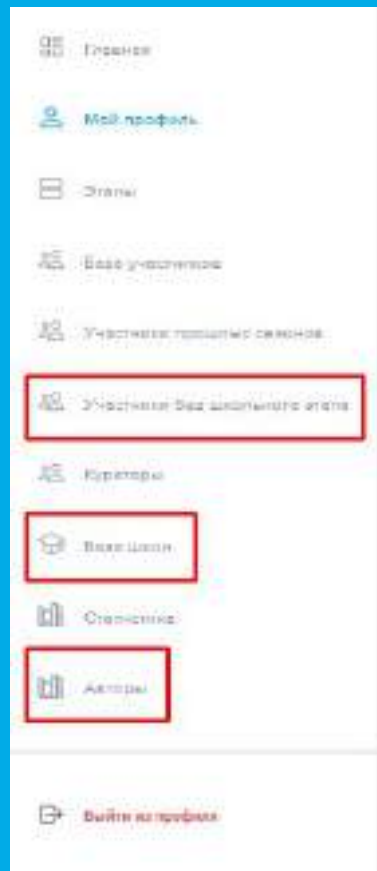 Главная
Мой профиль
Этапы
База участников
Участники прошлых сезонов
Участники без школьного этапа
Кураторы
База школ
Статистика
Авторы
Выйти из профиля